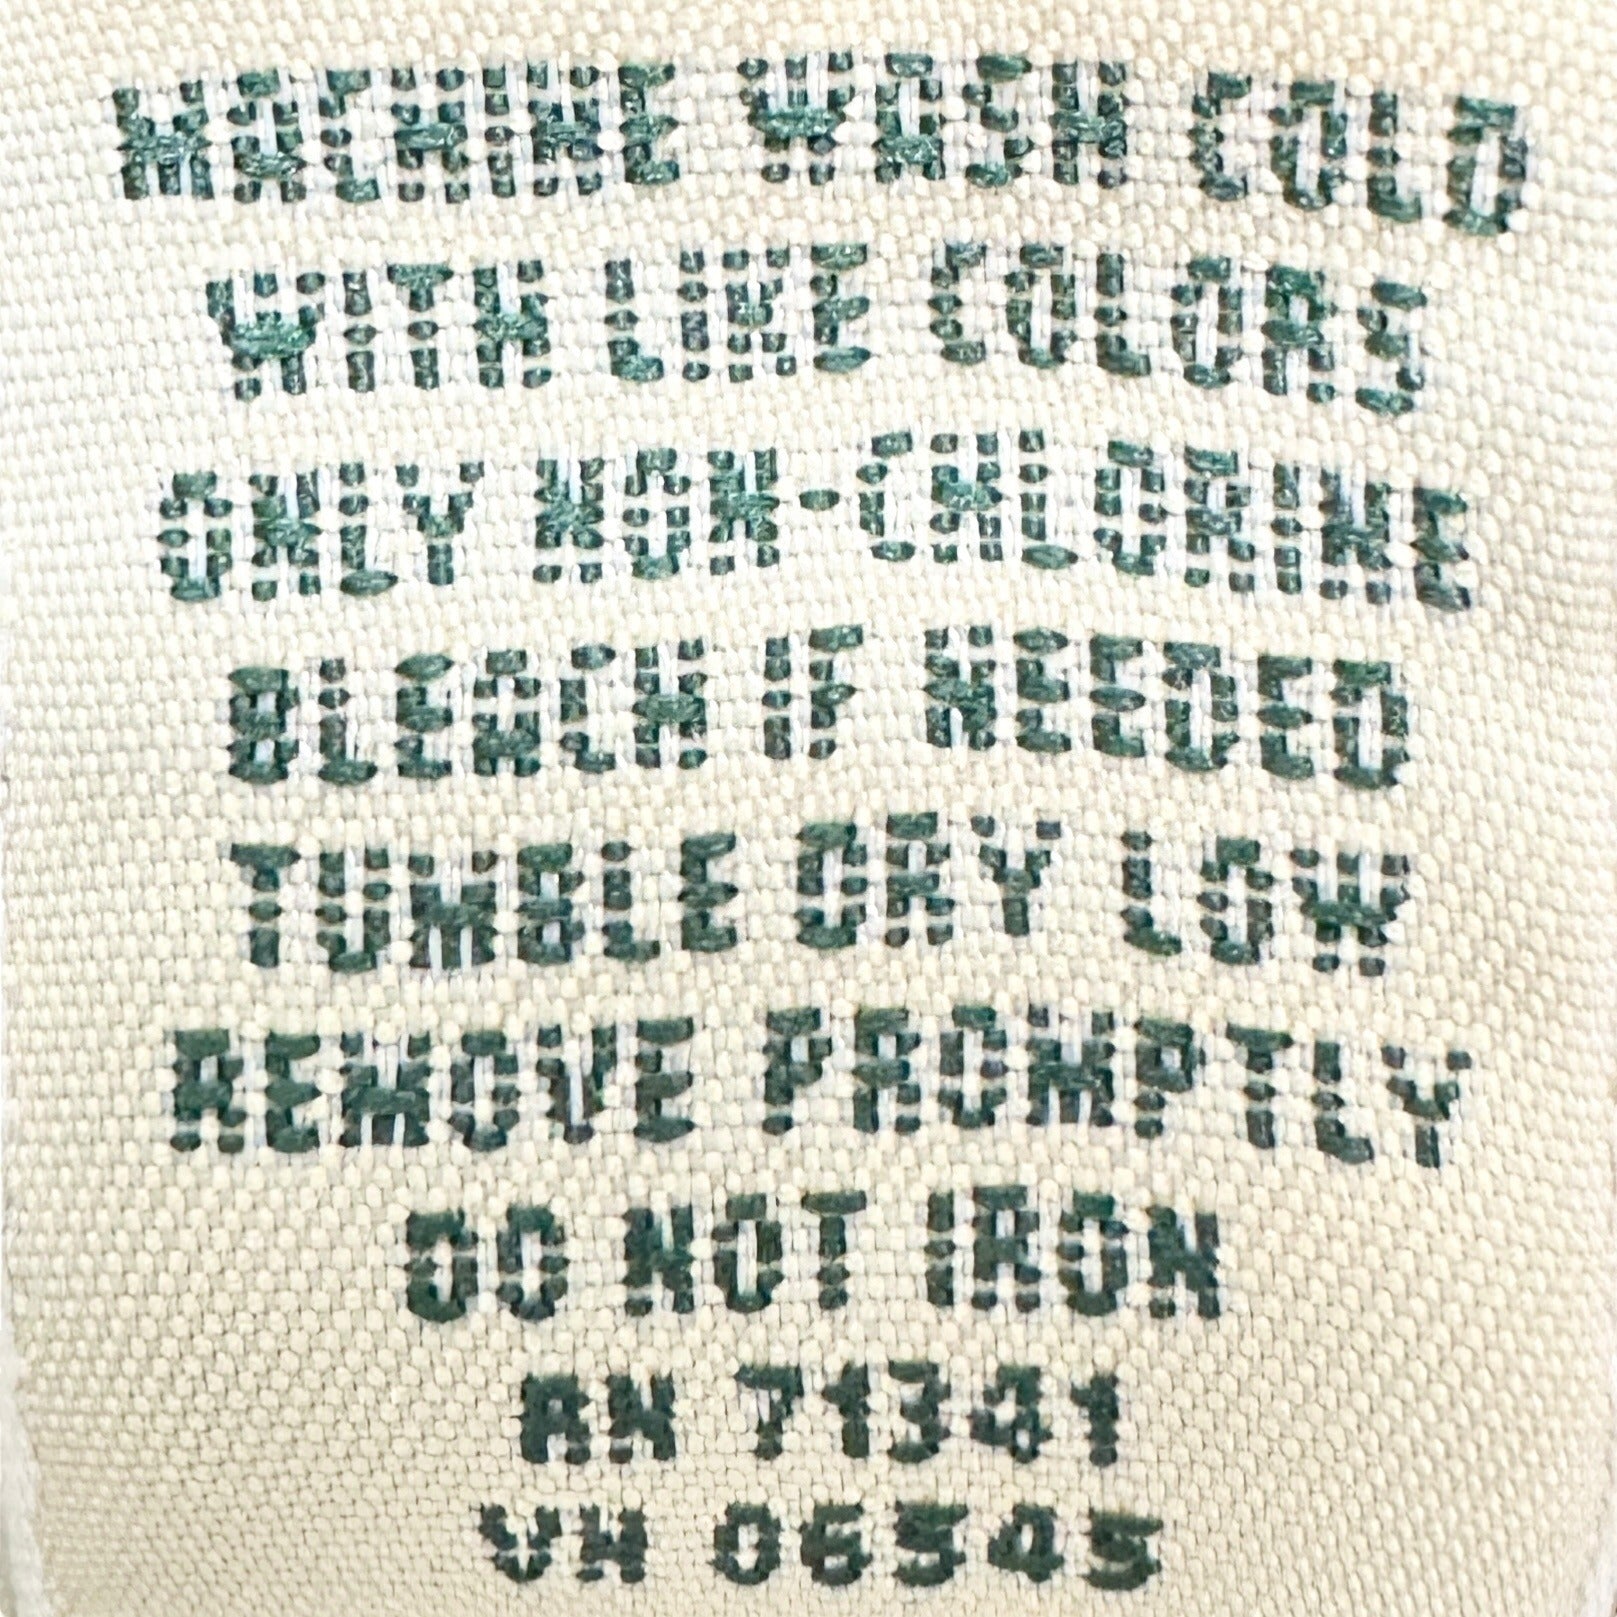 MACHINE WASH COLD
WITH LIKE COLORS
ONLY NON-CHLORINE
BLEACH IF NEEDED
TUMBLE DRY LOW
REMOVE PROMPTLY
DO NOT IRON
RN 71341
VN 06545